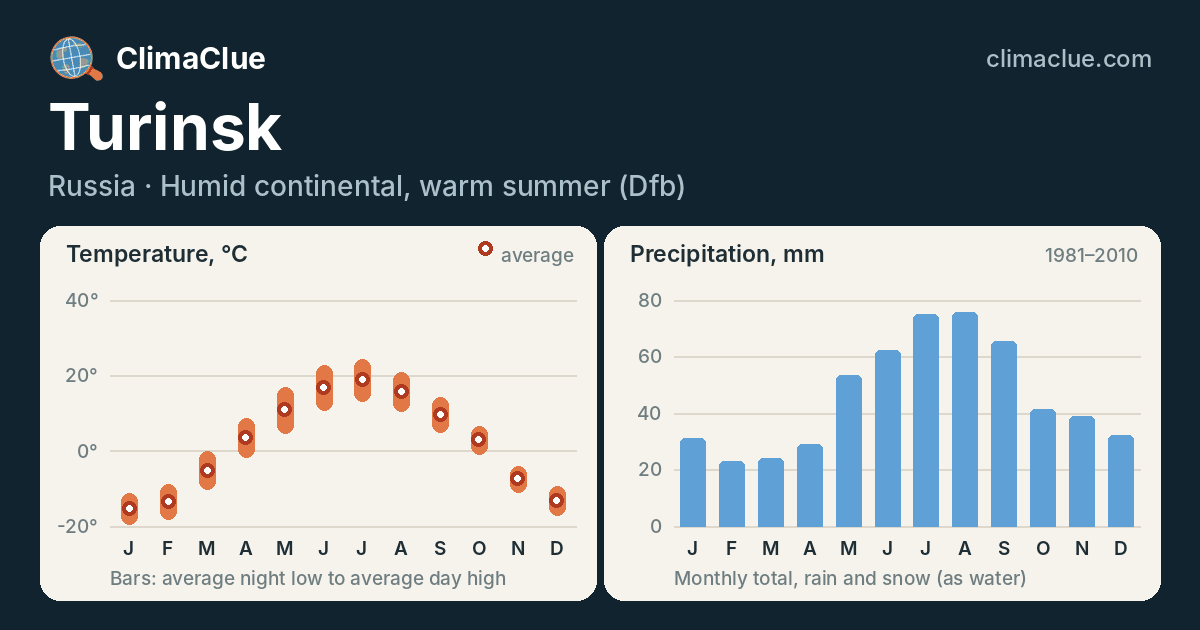 ClimaClue
climaclue.com
Turinsk
Russia · Humid continental, warm summer (Dfb)
Temperature, °C
average
40°
20°
0°
-20°
J F M A M J J A S O N D
Bars: average night low to average day high
Precipitation, mm
1981–2010
80
60
40
20
0
J F M A M J J A S O N D
Monthly total, rain and snow (as water)